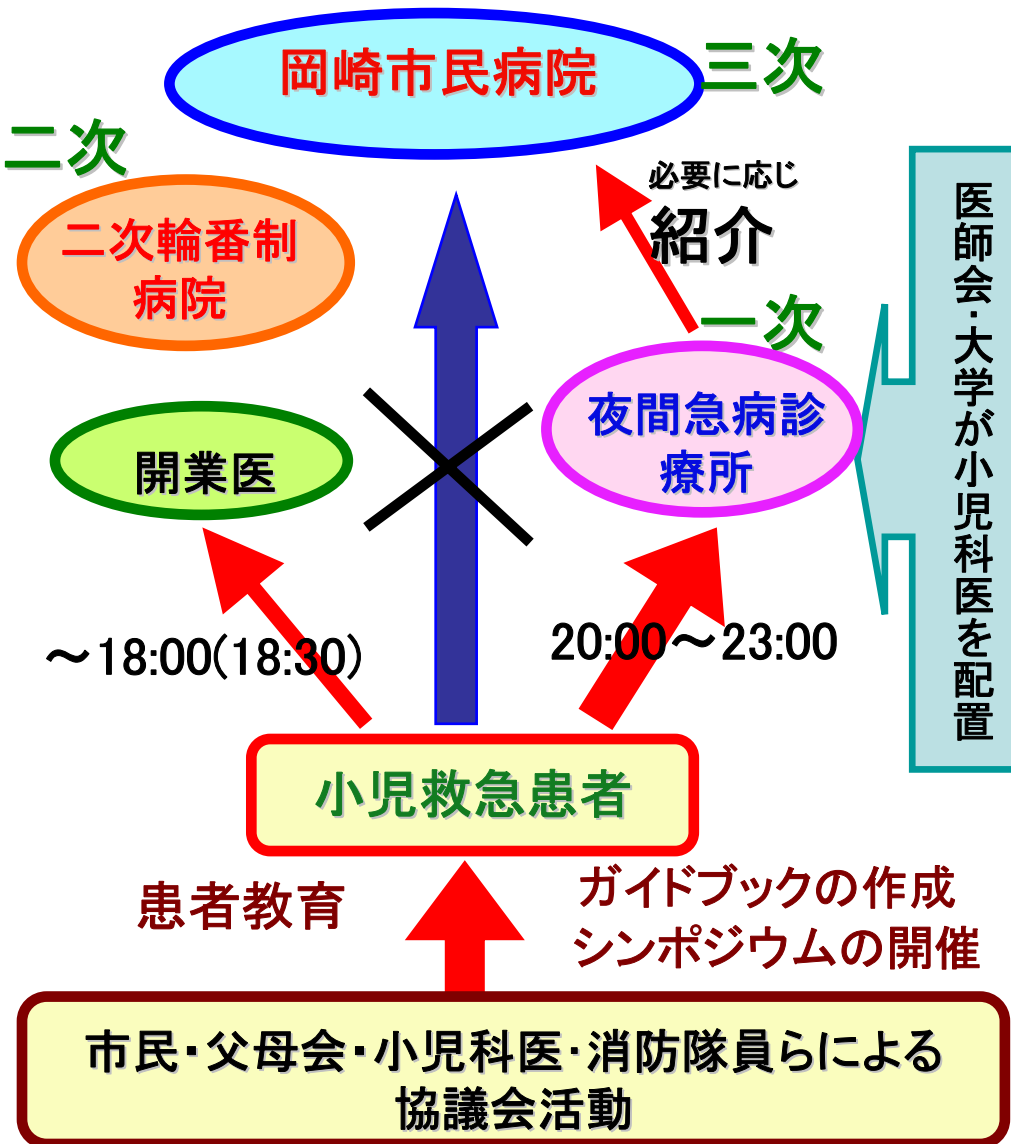 岡崎市民病院
三次
二次
二次輪番制
病院
必要に応じ
紹介
一次
夜間急病診
療所
開業医
医師会・大学が小児科医を配置
～18:00(18:30)
20:00～23:00
小児救急患者
患者教育
ガイドブックの作成
シンポジウムの開催
市民・父母会・小児科医・消防隊員らによる
協議会活動